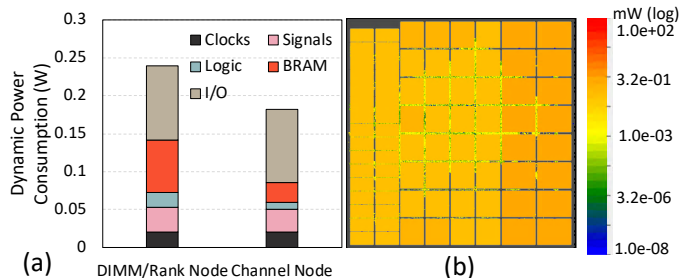 Dynamic Power
Consumption (W)
0.3
0.25
0.2
0.15
0.1
0.05
0
Clocks
Signals
Logic
BRAM
I/O
DIMM/Rank Node
Channel Node
(a)
(b)
mW (log)
1.0e+02
3.2e-01
1.0e-03
3.2e-06
1.0e-08